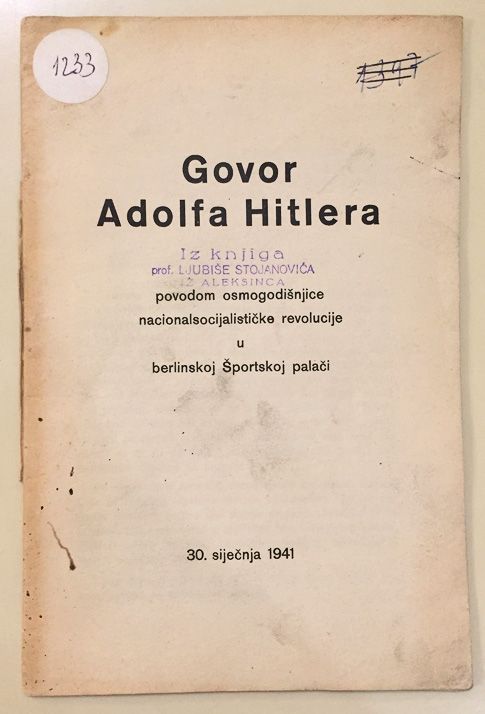 1233
1347
Govor
Adolfa Hitlera
Iz knjiga
prof. LJUBIŠE STOJANOVIĆA
IZ ALEKSINCA
povodom osmogodišnjice
nacionalsocijalističke revolucije
u
berlinskoj Športskoj palači
30. siječnja 1941